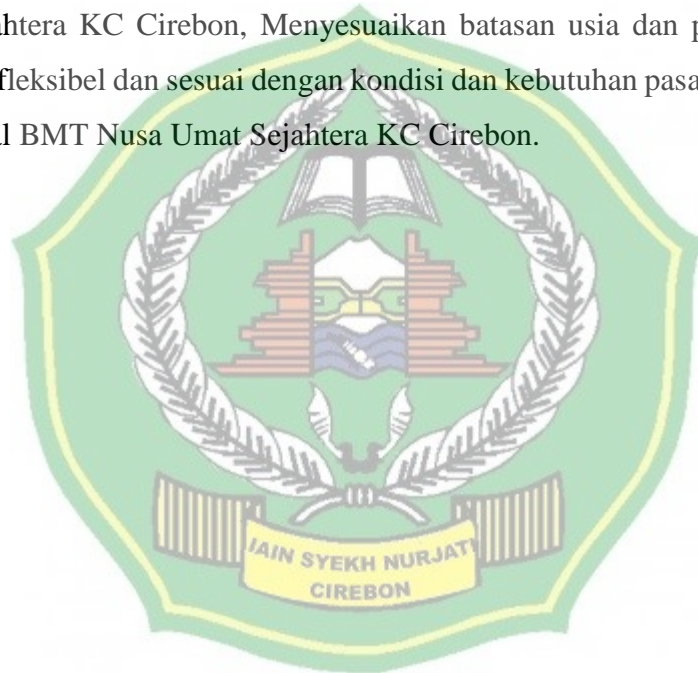 ahtera KC Cirebon, Menyesuaikan batasan usia dan p
fleksibel dan sesuai dengan kondisi dan kebutuhan pasa
al BMT Nusa Umat Sejahtera KC Cirebon.
IAIN SYEKH NURJATI
CIREBON